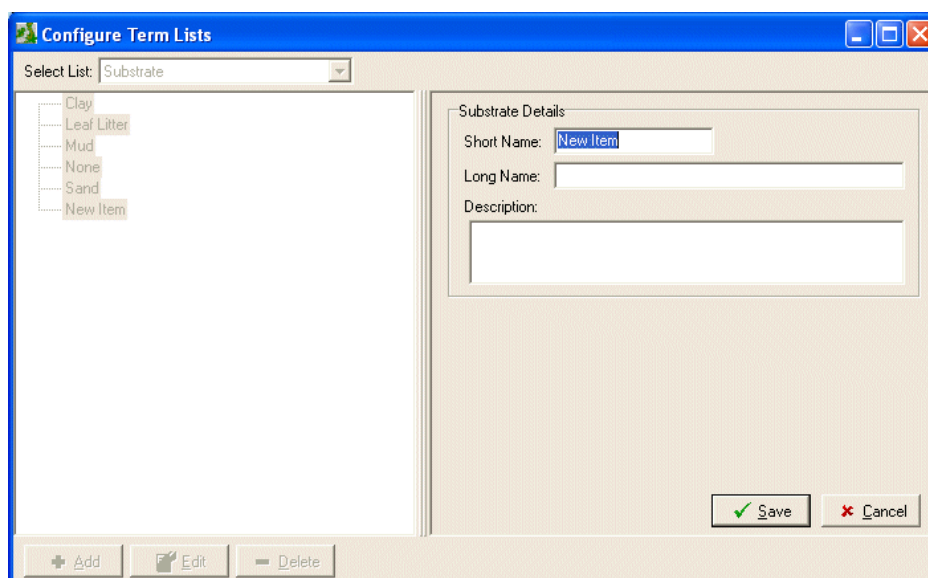 Configure Term Lists
Select List: Substrate
Clay
Leaf Litter
Mud
None
Sand
New Item
Substrate Details
Short Name: New Item
Long Name:
Description:
Save Cancel
Add Edit Delete